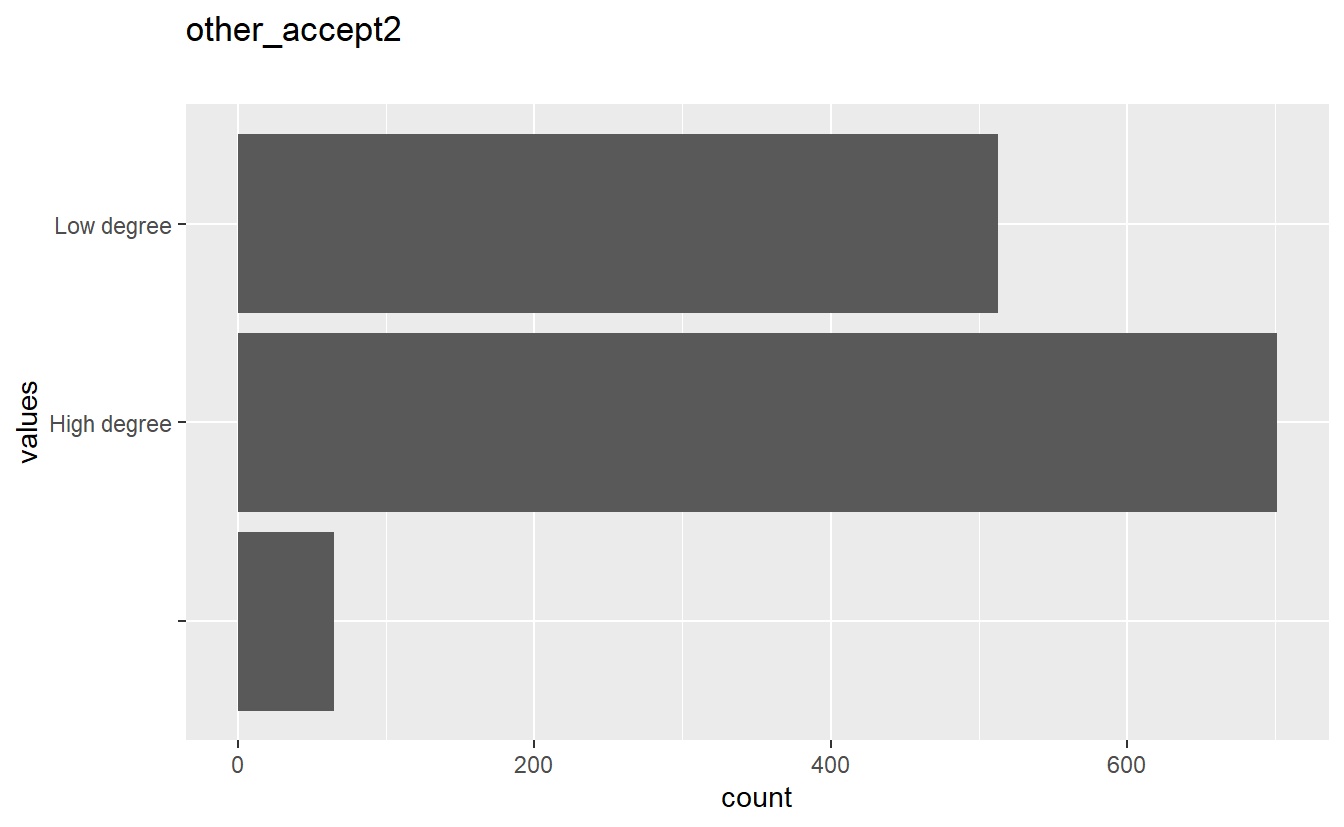 other_accept2
Low degree
High degree
values
0 200 400 600
count